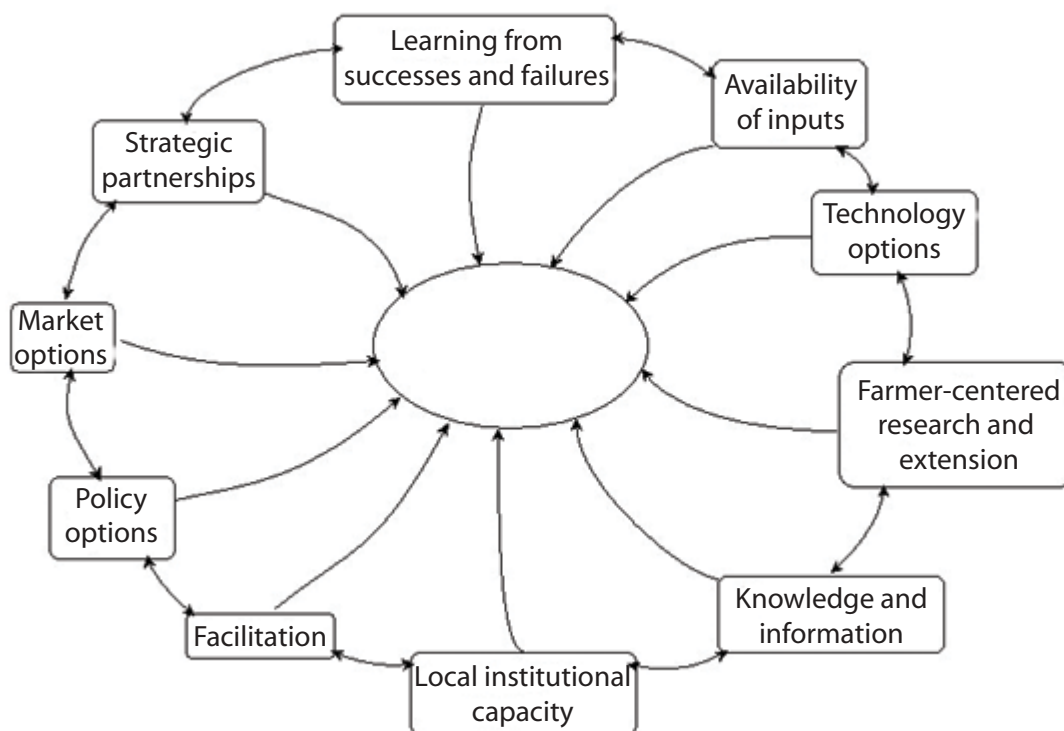 Learning from
successes and failures
Availability
of inputs
Strategic
partnerships
Technology
options
Market
options
Farmer-centered
research and
extension
Policy
options
Knowledge and
information
Facilitation
Local institutional
capacity